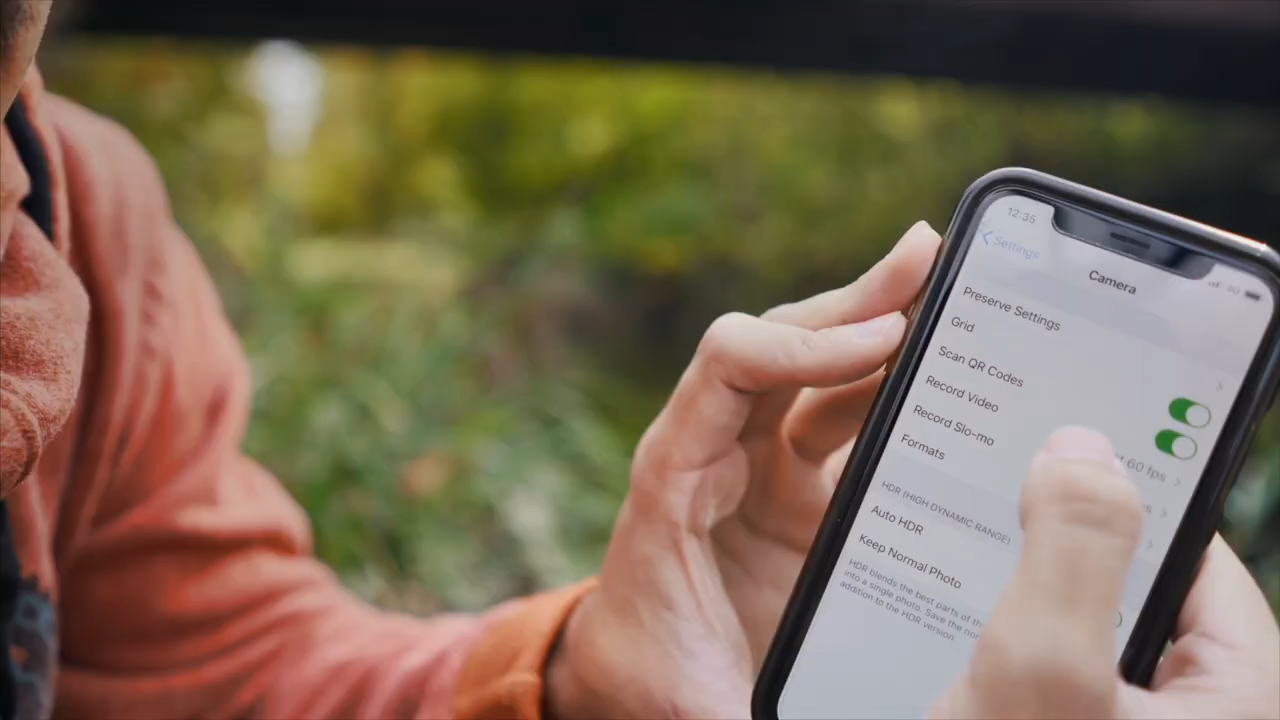 12:35
Settings
Camera
Preserve Settings
Grid
Scan QR Codes
Record Video
60 fps
Record Slo-mo
Formats
HDR (HIGH DYNAMIC RANGE)
Auto HDR
Keep Normal Photo
HDR blends the best parts of
into a single photo. Save the
addition to the HDR version.